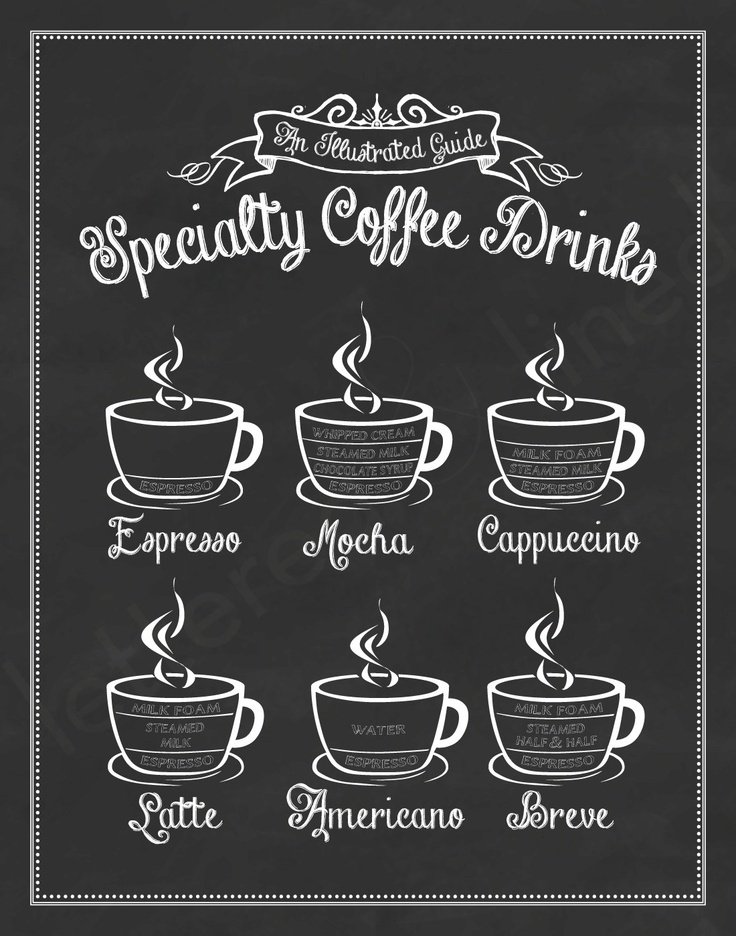 An Illustrated Guide
Specialty Coffee Drinks
ESPRESSO
Espresso
WHIPPED CREAM
STEAMED MILK
CHOCOLATE SYRUP
ESPRESSO
Mocha
MILK FOAM
STEAMED MILK
ESPRESSO
Cappuccino
MILK FOAM
STEAMED
MILK
ESPRESSO
Latte
WATER
ESPRESSO
Americano
MILK FOAM
STEAMED
HALF & HALF
ESPRESSO
Breve